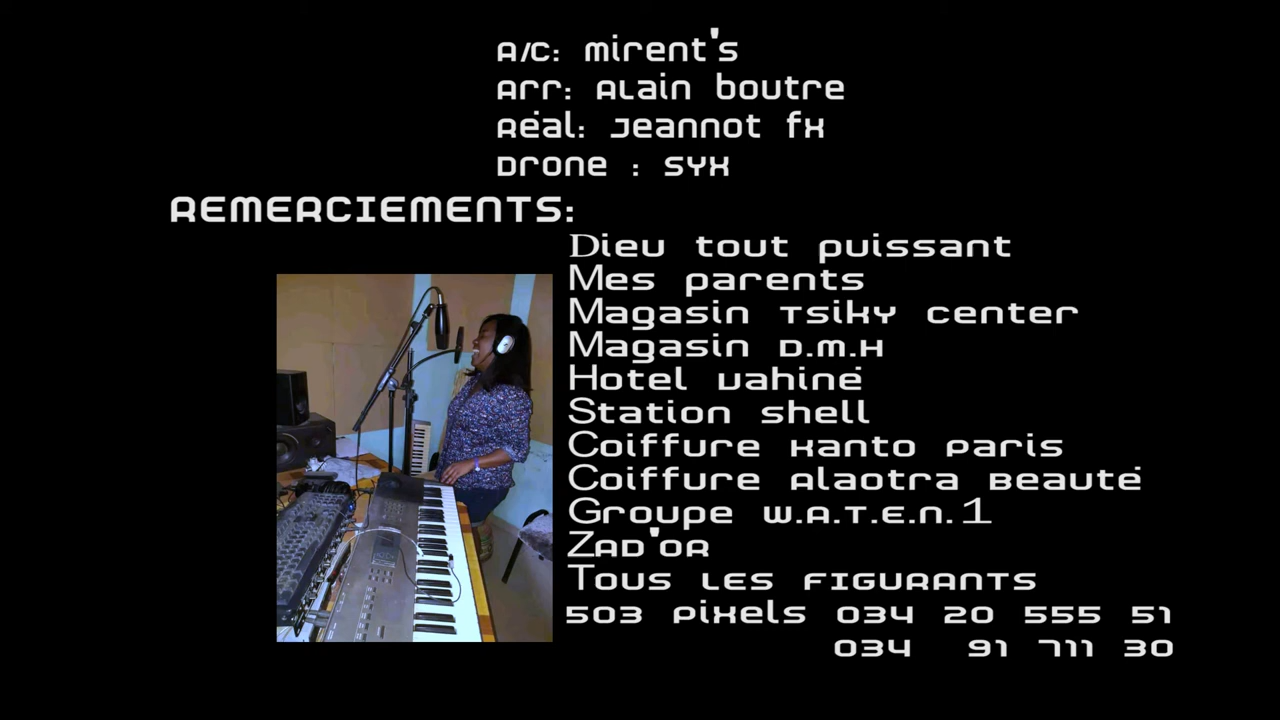 A/C: Mirent's
Arr: Alain boutre
Réal: Jeannot fx
Drone : SYX
REMERCIEMENTS:
Dieu tout puissant
Mes parents
Magasin Tsiky center
Magasin D.M.H
Hotel vahiné
Station shell
Coiffure Kanto Paris
Coiffure Alaotra Beauté
Groupe W.A.T.E.N.1
ZAD'OR
TOUS LES FIGURANTS
503 Pixels 034 20 555 51
034 91 711 30